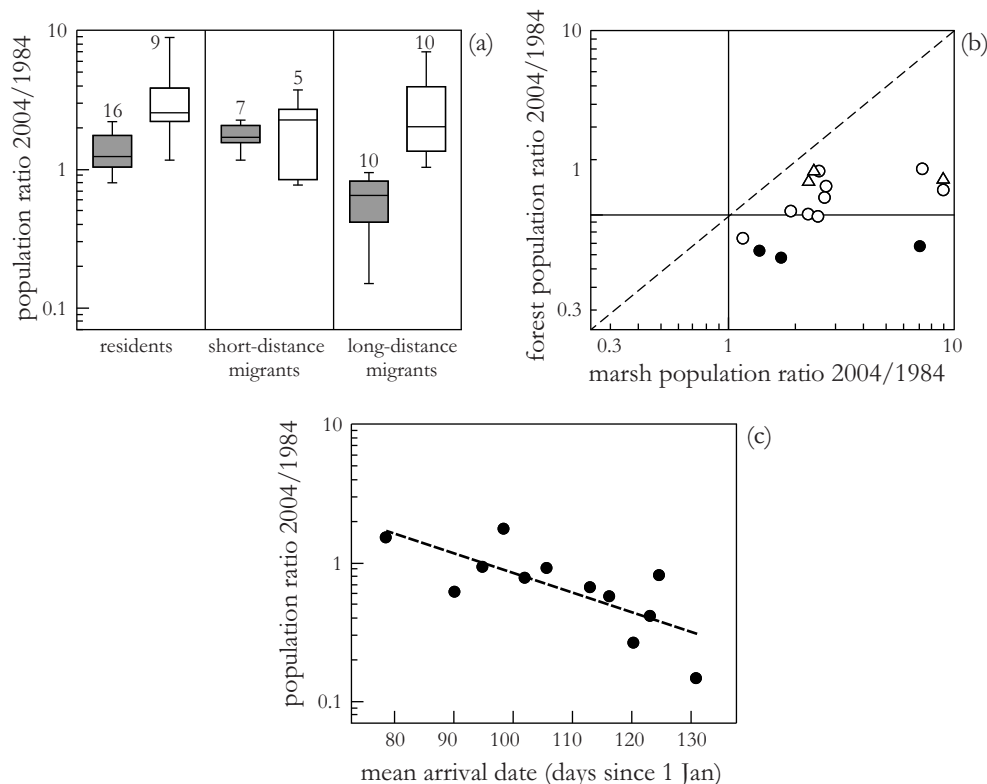 10
1
0.1
population ratio 2004/1984
16
9
7
5
10
10
(a)
residents
short-distance
migrants
long-distance
migrants
10
1
0.3
forest population ratio 2004/1984
(b)
0.3
1
10
marsh population ratio 2004/1984
10
1
0.1
population ratio 2004/1984
(c)
80
90
100
110
120
130
mean arrival date (days since 1 Jan)